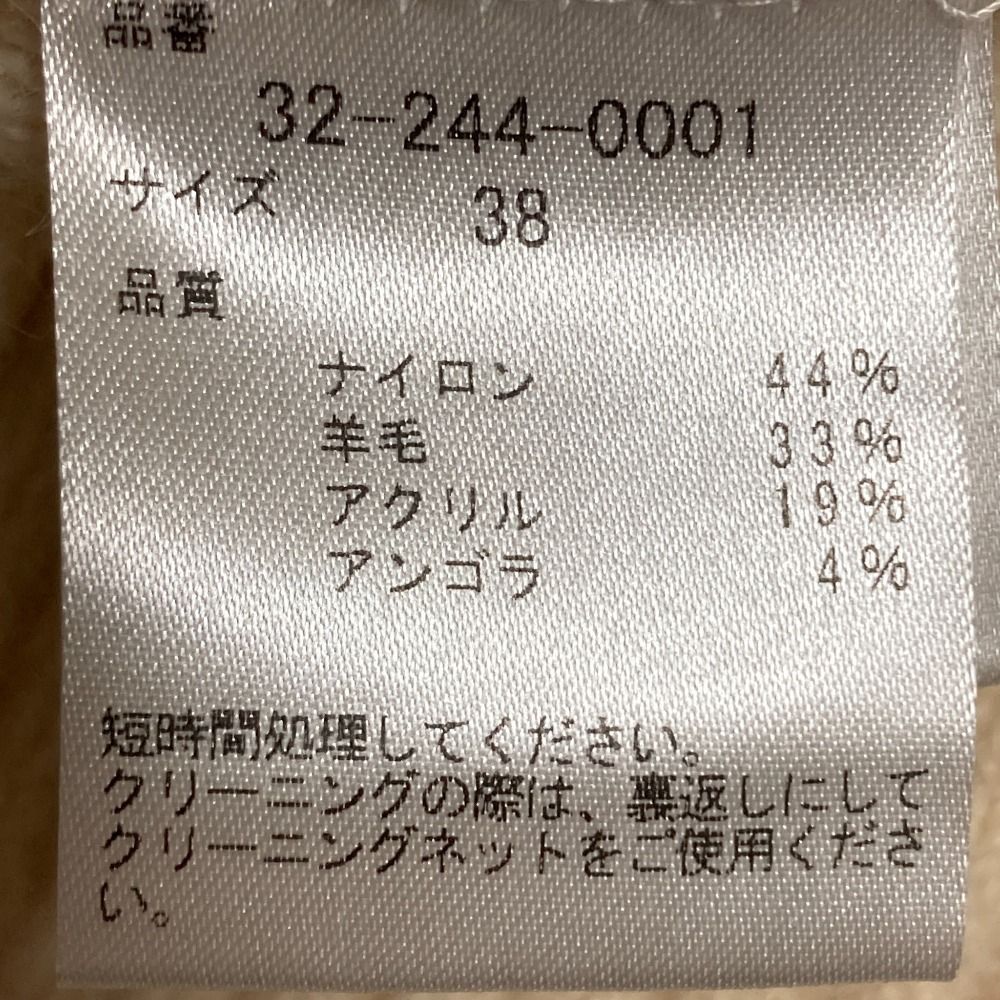 品番
32-244-0001
サイズ 38
品質
ナイロン 44%
羊毛 33%
アクリル 19%
アンゴラ 4%
短時間処理してください。
クリーニングの際は、裏返しにして
クリーニングネットをご使用くださ
い。